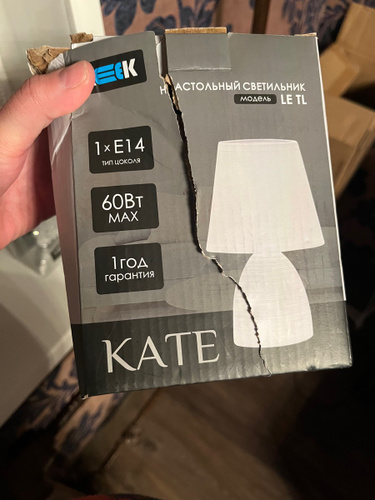 НАСТОЛЬНЫЙ СВЕТИЛЬНИК
модель LE TL
1×E14
ТИП ЦОКОЛЯ
60Вт
MAX
1 год
гарантия
KATE